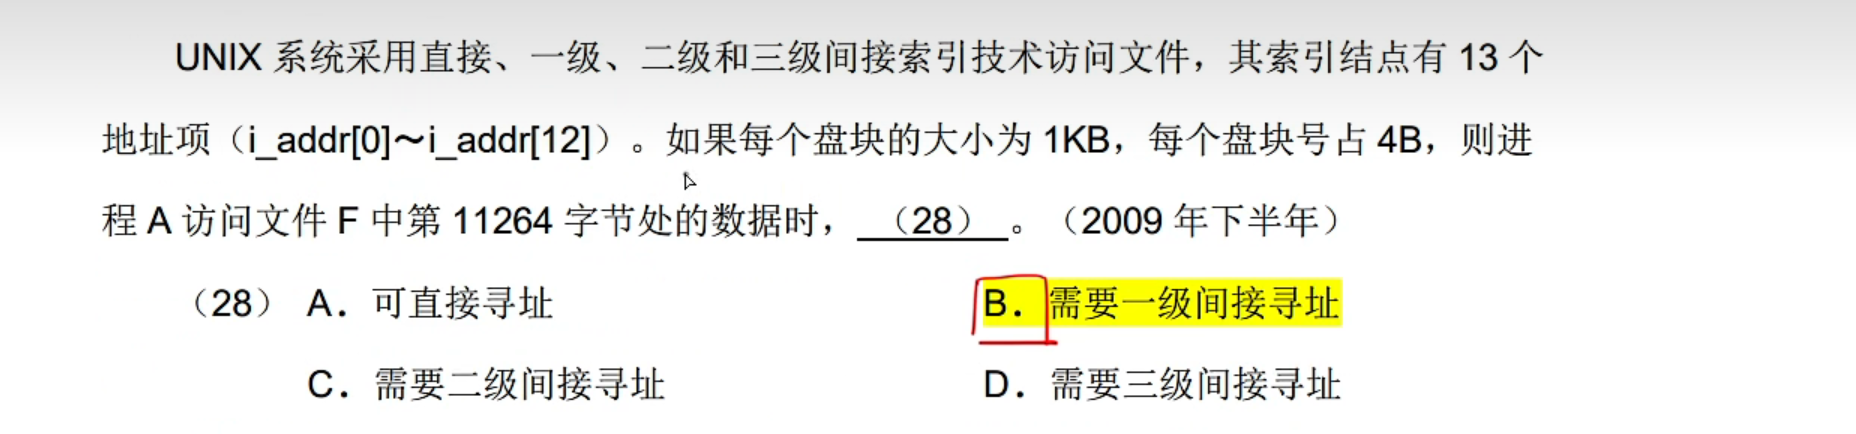 UNIX 系统采用直接、一级、二级和三级间接索引技术访问文件，其索引结点有 13 个
地址项（i_addr[0]～i_addr[12]）。如果每个盘块的大小为 1KB，每个盘块号占 4B，则进
程 A 访问文件 F 中第 11264 字节处的数据时，（28）。（2009 年下半年）
（28） A． 可直接寻址 B． 需要一级间接寻址
C． 需要二级间接寻址 D． 需要三级间接寻址